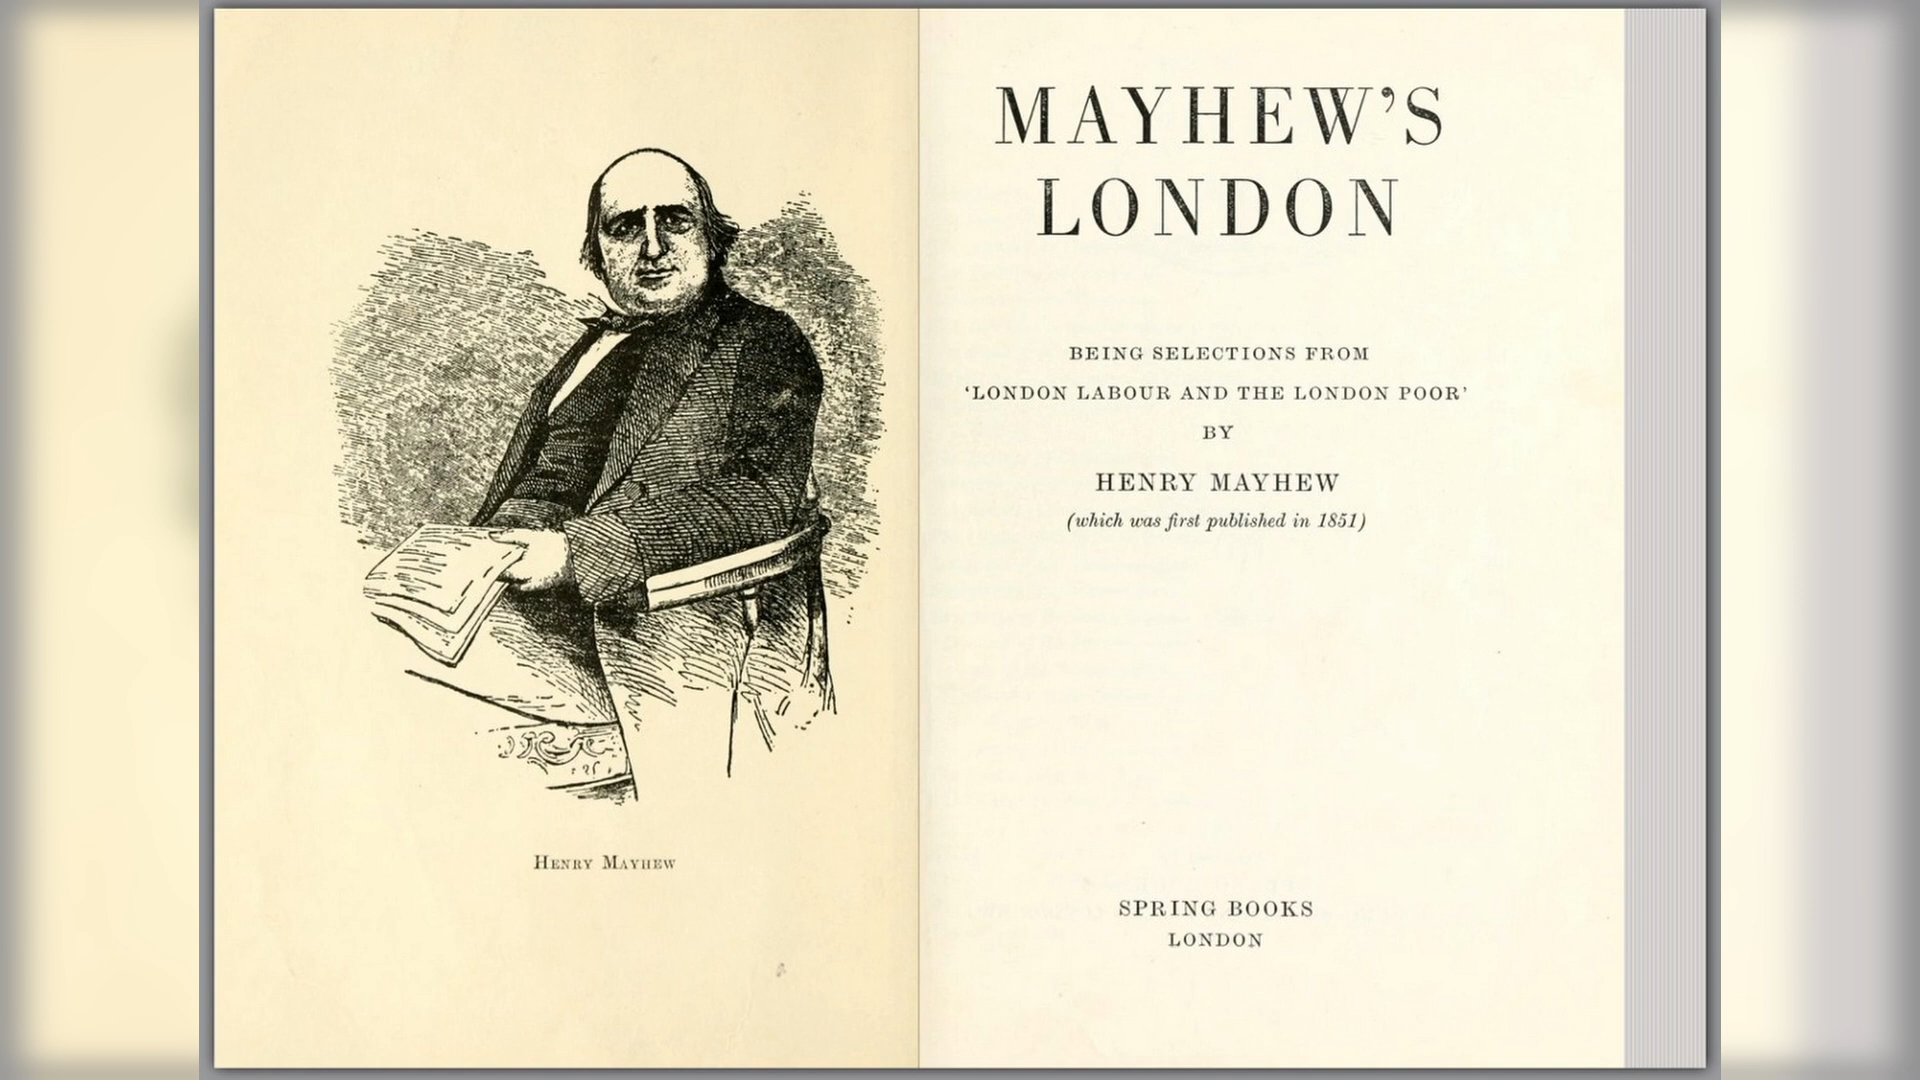 HENRY MAYHEW
MAYHEW'S
LONDON
BEING SELECTIONS FROM
‘LONDON LABOUR AND THE LONDON POOR’
BY
HENRY MAYHEW
(which was first published in 1851)
SPRING BOOKS
LONDON